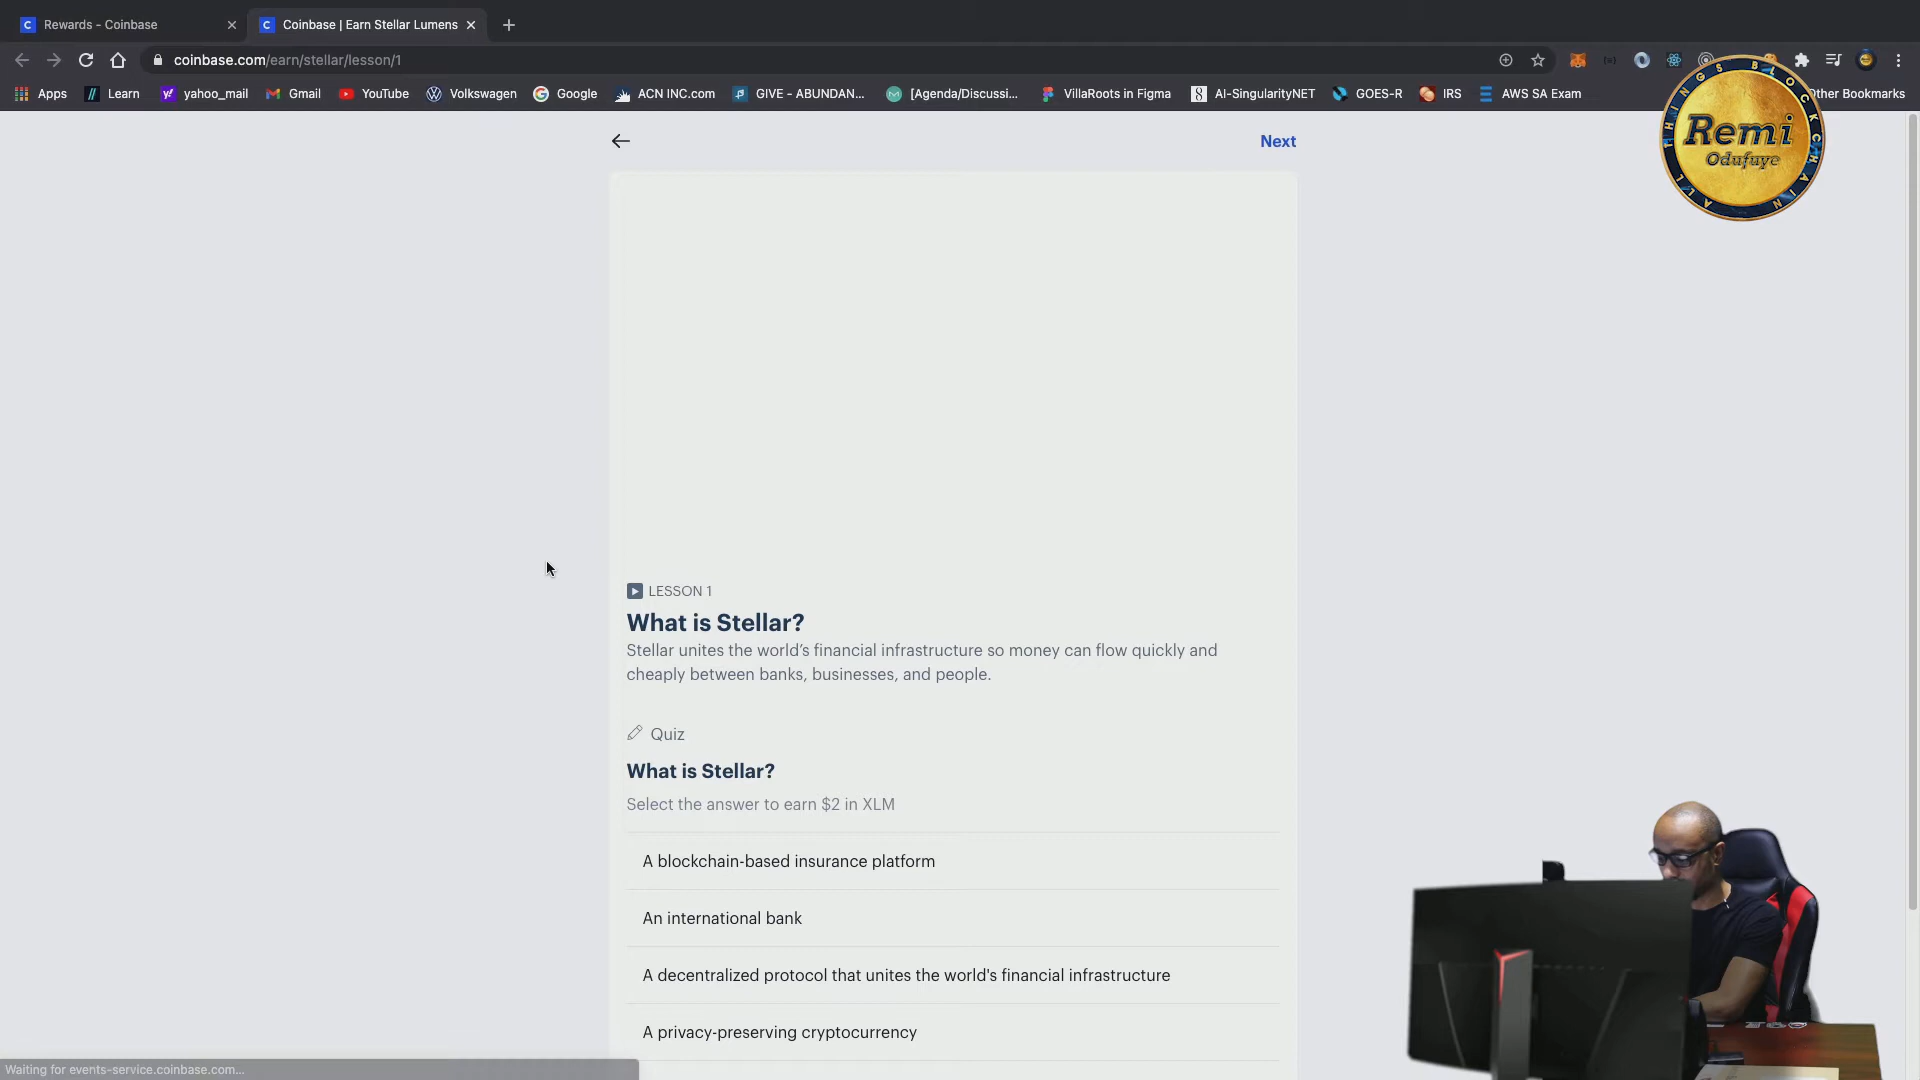 Rewards - Coinbase
Coinbase | Earn Stellar Lumens
coinbase.com/earn/stellar/lesson/1
Apps
Learn
yahoo_mail
Gmail
YouTube
Volkswagen
Google
ACN INC.com
GIVE - ABUNDAN...
[Agenda/Discussi...
VillaRoots in Figma
AI-SingularityNET
GOES-R
IRS
AWS SA Exam
Other Bookmarks
ALL THINGS BLOCKCHAIN
Remi
Odufuye
Next
LESSON 1
What is Stellar?
Stellar unites the world’s financial infrastructure so money can flow quickly and
cheaply between banks, businesses, and people.
Quiz
What is Stellar?
Select the answer to earn $2 in XLM
A blockchain-based insurance platform
An international bank
A decentralized protocol that unites the world's financial infrastructure
A privacy-preserving cryptocurrency
Waiting for events-service.coinbase.com...